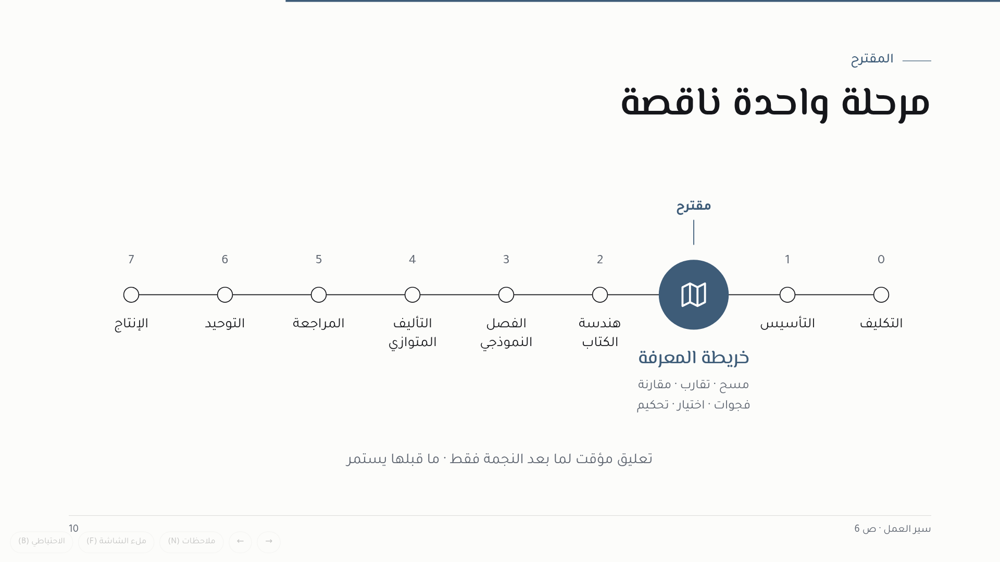 المقترح
مرحلة واحدة ناقصة
مقترح
0
1
2
3
4
5
6
7
التكليف
التأسيس
خريطة المعرفة
مسح · تقارب · مقارنة
فجوات · اختيار · تحكيم
هندسة
الكتاب
الفصل
النموذجي
التأليف
المتوازي
المراجعة
التوحيد
الإنتاج
تعليق مؤقت لما بعد النجمة فقط · ما قبلها يستمر
سير العمل · ص 6
10
→
←
ملاحظات (N)
ملء الشاشة (F)
الاحتياطي (B)